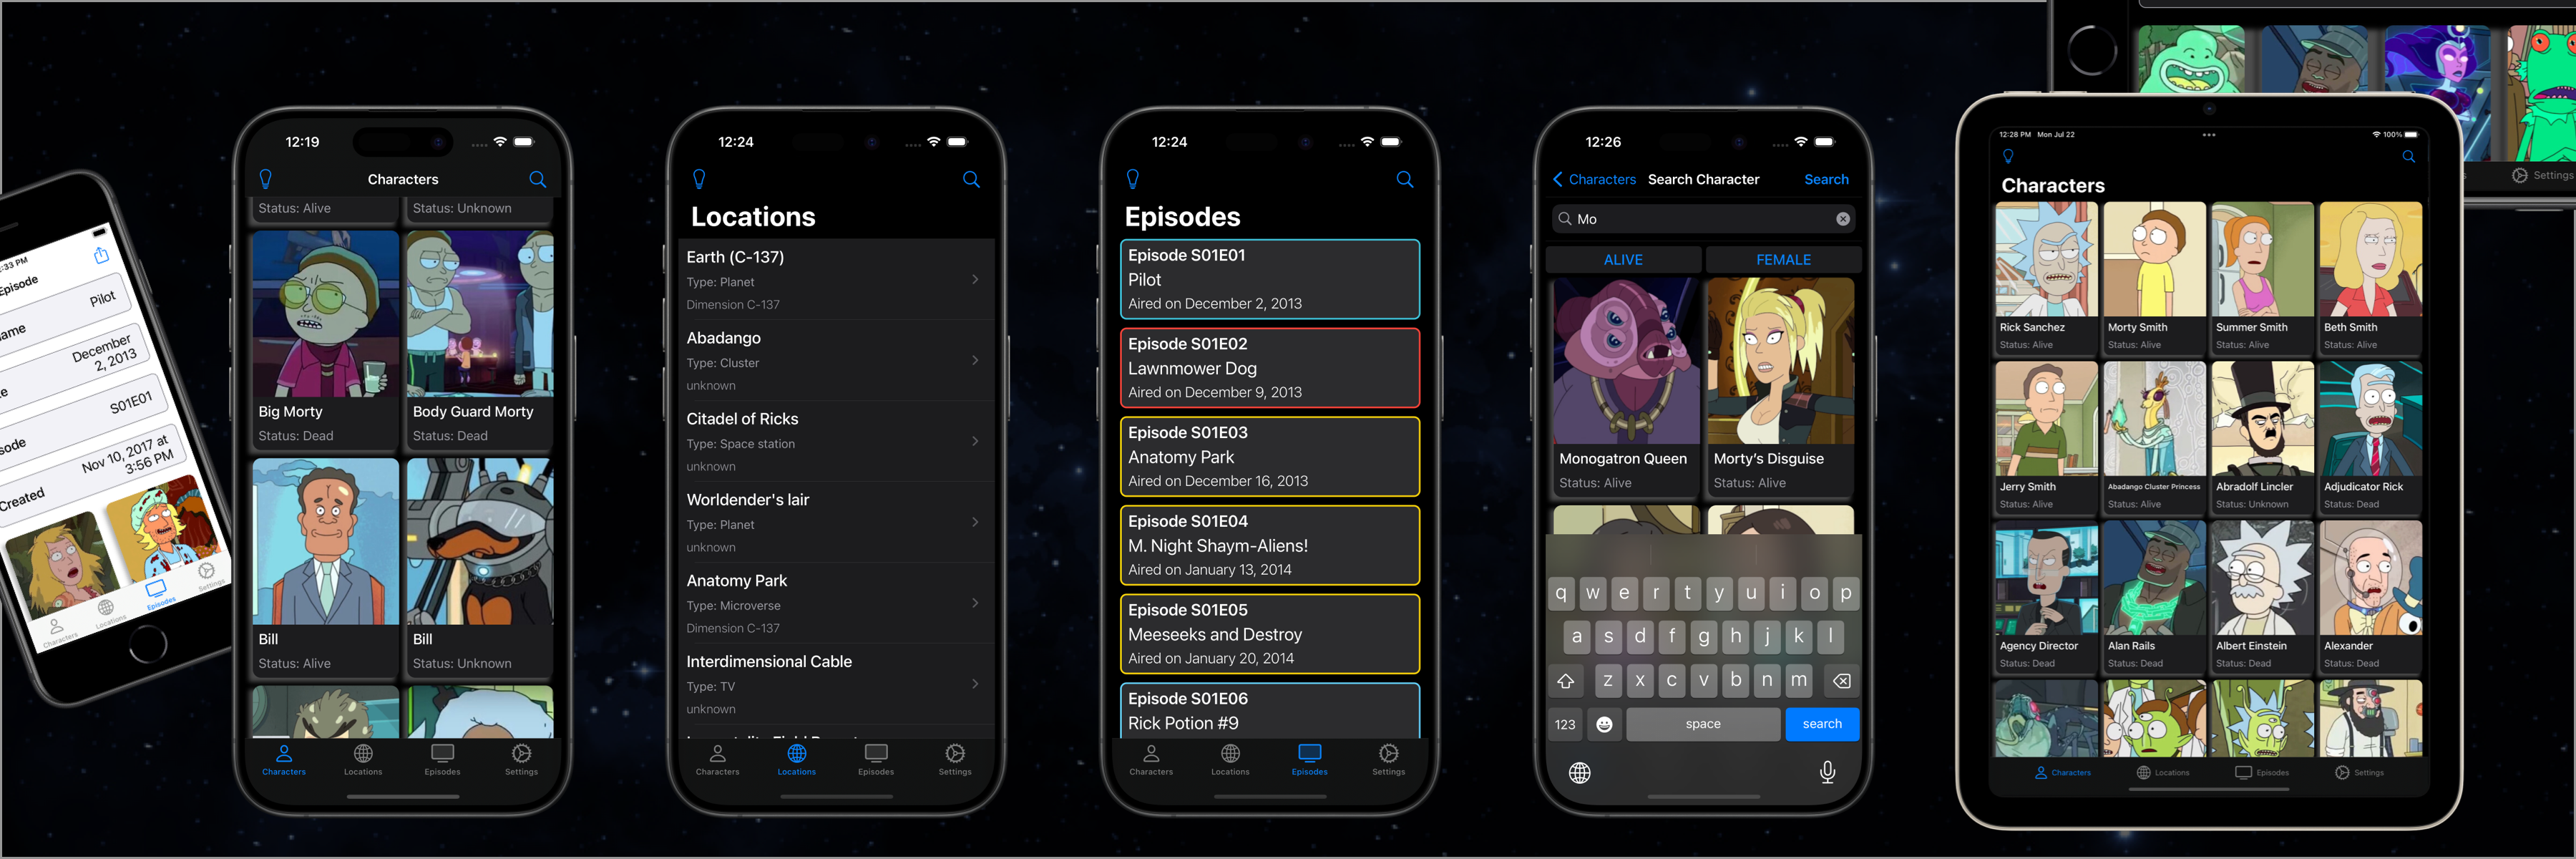 :33 PM
Episode
ame
Pilot
December
2, 2013
sode
S01E01
Created
Nov 10, 2017 at
3:56 PM
Characters
Locations
Episodes
Settings
12:19
Characters
Status: Alive
Status: Unknown
Big Morty
Status: Dead
Body Guard Morty
Status: Dead
Bill
Status: Alive
Bill
Status: Unknown
Characters
Locations
Episodes
Settings
12:24
Locations
Earth (C-137)
Type: Planet
Dimension C-137
Abadango
Type: Cluster
unknown
Citadel of Ricks
Type: Space station
unknown
Worldender's lair
Type: Planet
unknown
Anatomy Park
Type: Microverse
Dimension C-137
Interdimensional Cable
Type: TV
unknown
Characters
Locations
Episodes
Settings
12:24
Episodes
Episode S01E01
Pilot
Aired on December 2, 2013
Episode S01E02
Lawnmower Dog
Aired on December 9, 2013
Episode S01E03
Anatomy Park
Aired on December 16, 2013
Episode S01E04
M. Night Shaym-Aliens!
Aired on January 13, 2014
Episode S01E05
Meeseeks and Destroy
Aired on January 20, 2014
Episode S01E06
Rick Potion #9
Characters
Locations
Episodes
Settings
12:26
Characters
Search Character
Search
Mo
ALIVE
FEMALE
Monogatron Queen
Status: Alive
Morty's Disguise
Status: Alive
q w e r t y u i o p
a s d f g h j k l
z x c v b n m
123
space
search
12:28 PM Mon Jul 22
100%
Characters
Rick Sanchez
Status: Alive
Morty Smith
Status: Alive
Summer Smith
Status: Alive
Beth Smith
Status: Alive
Jerry Smith
Status: Alive
Abadango Cluster Princess
Status: Alive
Abradolf Lincler
Status: Unknown
Adjudicator Rick
Status: Dead
Agency Director
Status: Dead
Alan Rails
Status: Dead
Albert Einstein
Status: Dead
Alexander
Status: Dead
Characters
Locations
Episodes
Settings
Settings